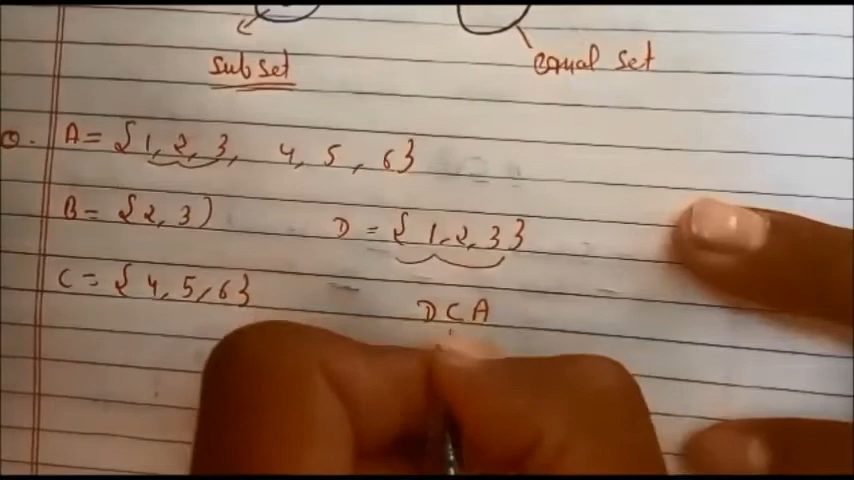 subset
equal set
Q. A = {1, 2, 3, 4, 5, 6}
B = {2, 3)
D = {1, 2, 3}
C = {4, 5, 6}
D ⊂ A